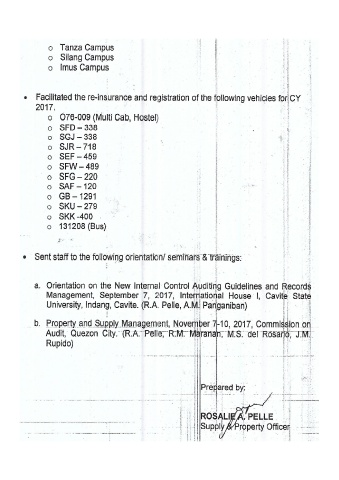 o Tanza Campus
o Silang Campus
o Imus Campus
• Facilitated the re-insurance and registration of the following vehicles for CY
2017.
o O76-009 (Multi Cab, Hostel)
o SFD – 338
o SGJ – 338
o SJR – 718
o SEF – 459
o SFW – 489
o SFG – 220
o SAF – 120
o GB – 1291
o SKU – 279
o SKK -400
o 131208 (Bus)
• Sent staff to the following orientation/ seminars & trainings:
a. Orientation on the New Internal Control Auditing Guidelines and Records
Management, September 7, 2017, International House I, Cavite State
University, Indang, Cavite. (R.A. Pelle, A.M. Panganiban)
b. Property and Supply Management, November 7-10, 2017, Commission on
Audit, Quezon City. (R.A. Pelle, R.M. Maranan, M.S. del Rosario, J.M.
Rupido)
Prepared by:
ROSALIE A. PELLE
Supply & Property Officer